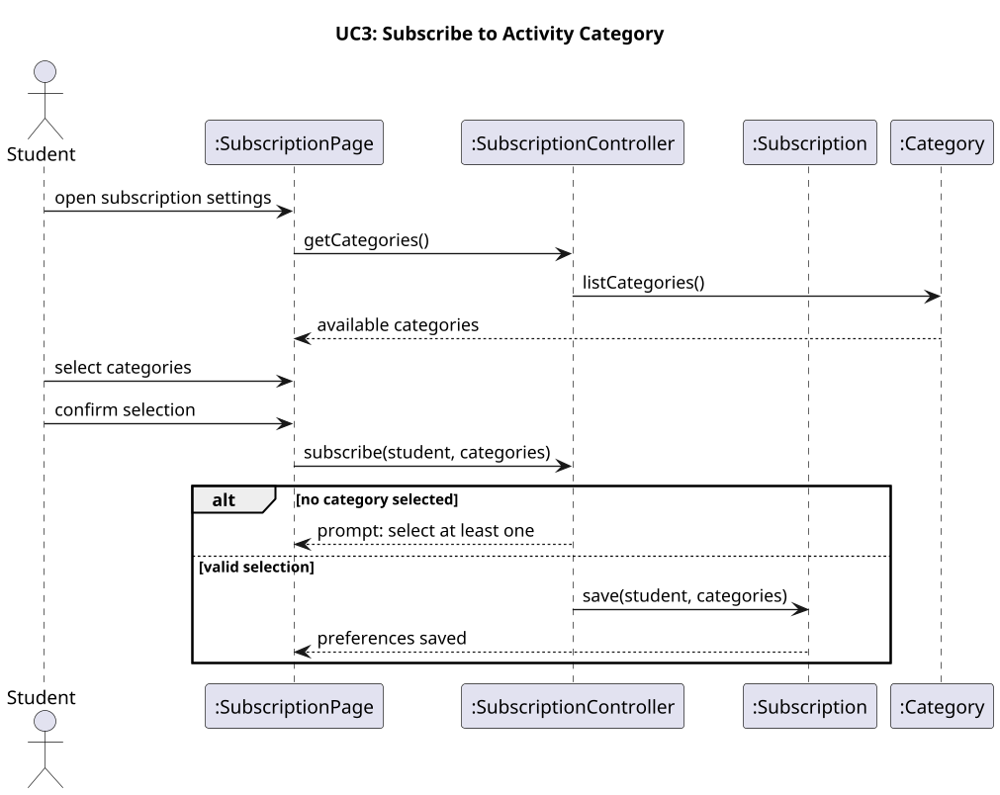 UC3: Subscribe to Activity Category
Student
:SubscriptionPage
:SubscriptionController
:Subscription
:Category
open subscription settings
getCategories()
listCategories()
available categories
select categories
confirm selection
subscribe(student, categories)
alt
[no category selected]
prompt: select at least one
[valid selection]
save(student, categories)
preferences saved
Student
:SubscriptionPage
:SubscriptionController
:Subscription
:Category